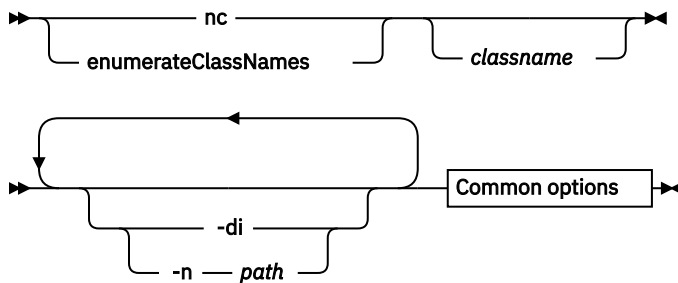 nc
enumerateClassNames
classname
Common options
-di
-n path